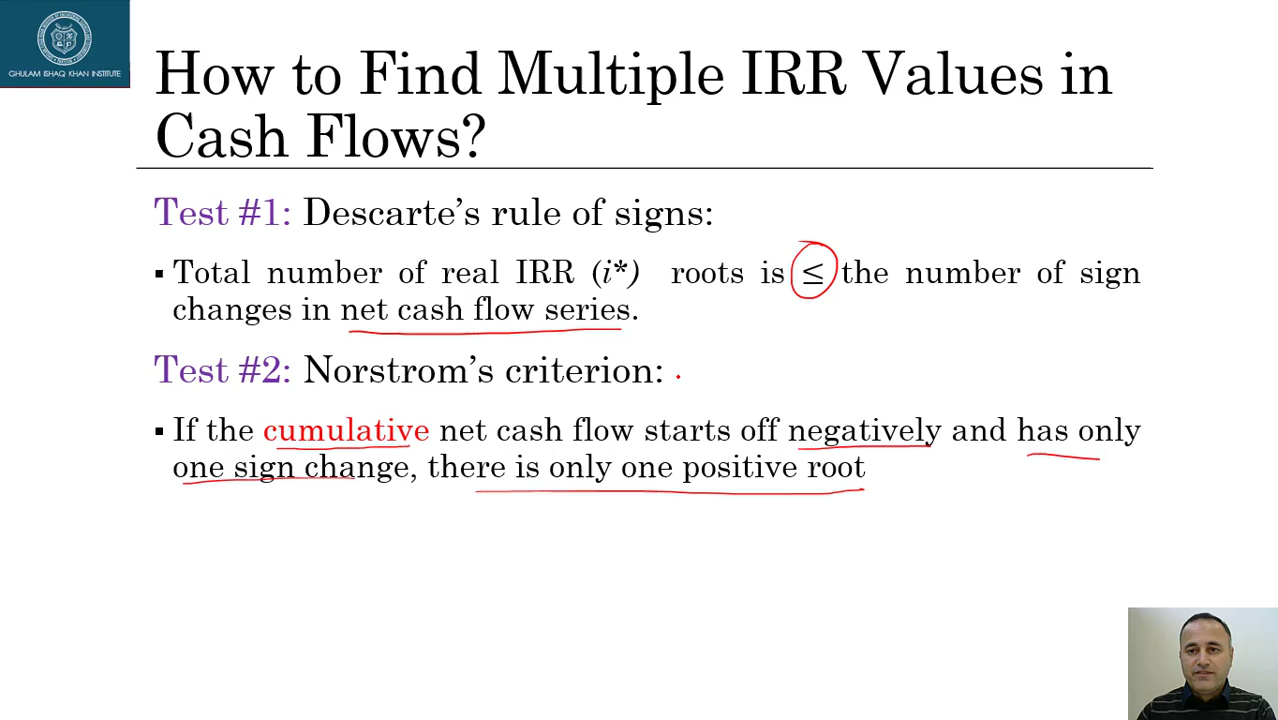 GHULAM ISHAQ KHAN INSTITUTE
How to Find Multiple IRR Values in
Cash Flows?
Test #1: Descarte's rule of signs:
▪ Total number of real IRR (i*) roots is ≤ the number of sign
changes in net cash flow series.
Test #2: Norstrom's criterion:
▪ If the cumulative net cash flow starts off negatively and has only
one sign change, there is only one positive root